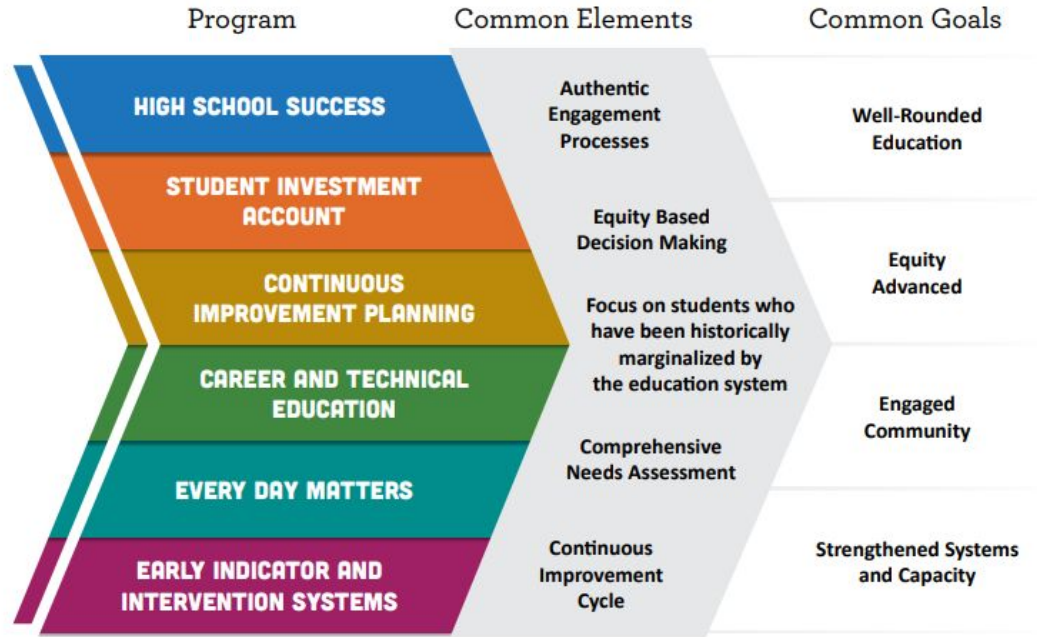 Program
Common Elements
Common Goals
HIGH SCHOOL SUCCESS
STUDENT INVESTMENT
ACCOUNT
CONTINUOUS
IMPROVEMENT PLANNING
CAREER AND TECHNICAL
EDUCATION
EVERY DAY MATTERS
EARLY INDICATOR AND
INTERVENTION SYSTEMS
Authentic
Engagement
Processes
Equity Based
Decision Making
Focus on students who
have been historically
marginalized by
the education system
Comprehensive
Needs Assessment
Continuous
Improvement
Cycle
Well-Rounded
Education
Equity
Advanced
Engaged
Community
Strengthened Systems
and Capacity